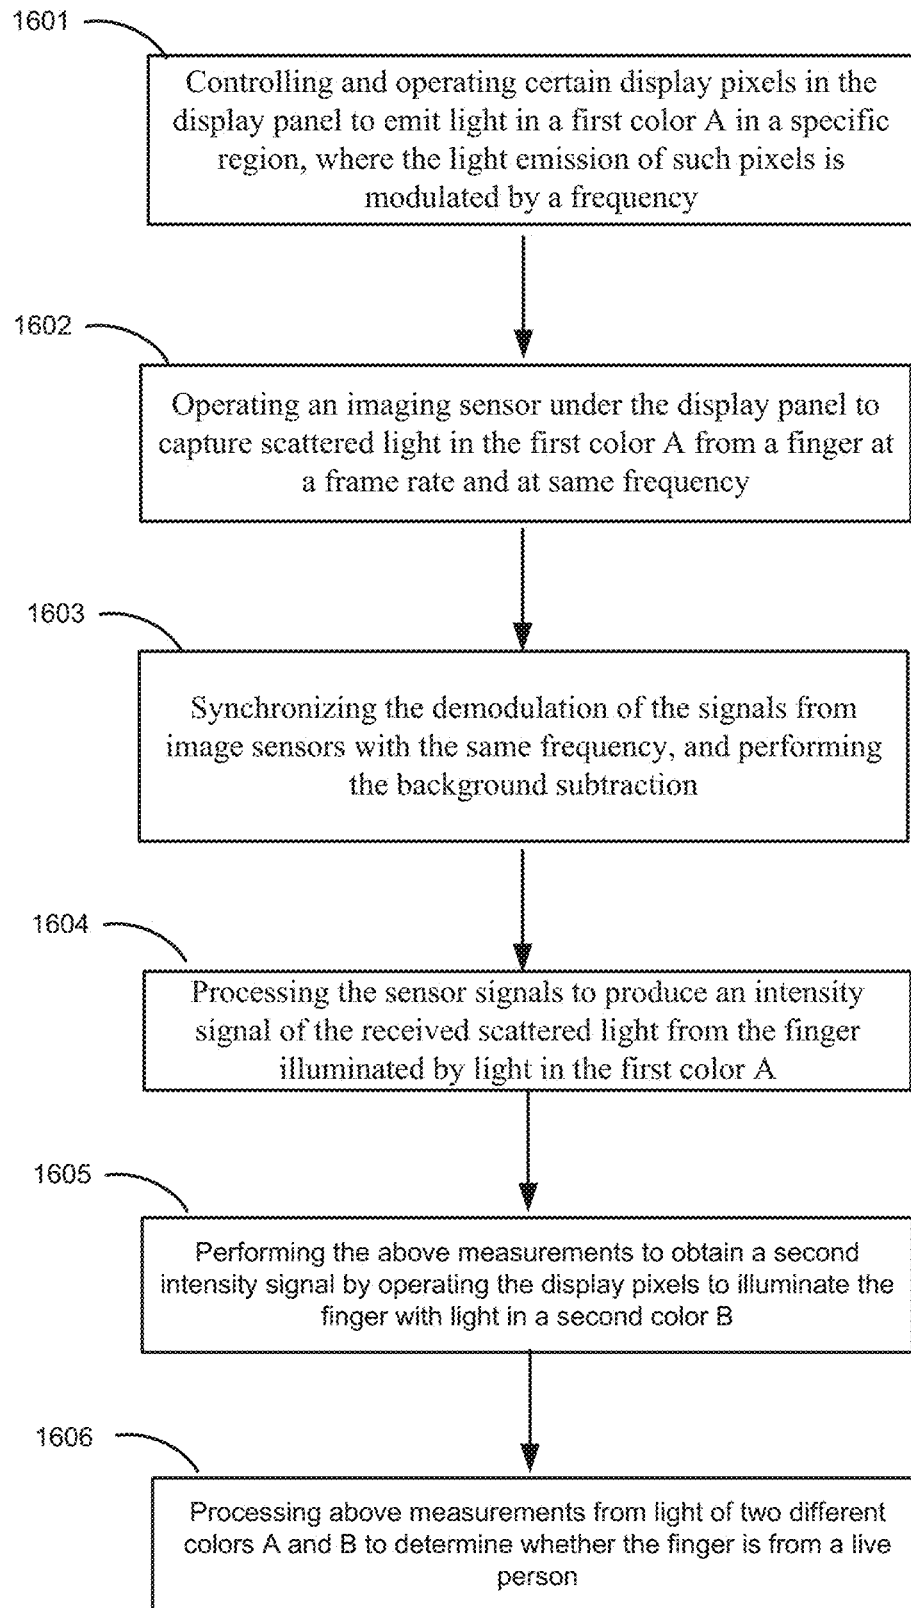 1601
Controlling and operating certain display pixels in the
display panel to emit light in a first color A in a specific
region, where the light emission of such pixels is
modulated by a frequency
1602
Operating an imaging sensor under the display panel to
capture scattered light in the first color A from a finger at
a frame rate and at same frequency
1603
Synchronizing the demodulation of the signals from
image sensors with the same frequency, and performing
the background subtraction
1604
Processing the sensor signals to produce an intensity
signal of the received scattered light from the finger
illuminated by light in the first color A
1605
Performing the above measurements to obtain a second
intensity signal by operating the display pixels to illuminate the
finger with light in a second color B
1606
Processing above measurements from light of two different
colors A and B to determine whether the finger is from a live
person